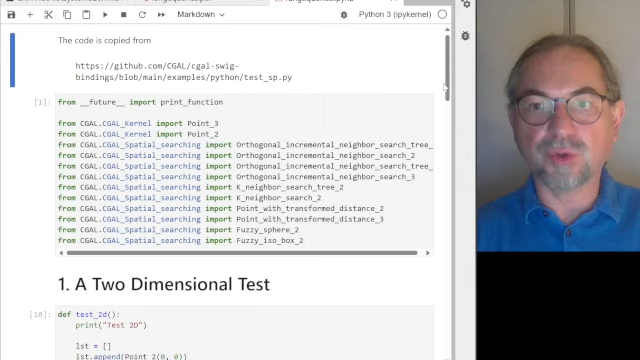 Markdown
Python 3 (ipykernel)
The code is copied from
https://github.com/CGAL/cgal-swig-
bindings/blob/main/examples/python/test_sp.py
[1]:
from __future__ import print_function
from CGAL.CGAL_Kernel import Point_3
from CGAL.CGAL_Kernel import Point_2
from CGAL.CGAL_Spatial_searching import Orthogonal_incremental_neighbor_search_tree_
from CGAL.CGAL_Spatial_searching import Orthogonal_incremental_neighbor_search_2
from CGAL.CGAL_Spatial_searching import Orthogonal_incremental_neighbor_search_tree_
from CGAL.CGAL_Spatial_searching import Orthogonal_incremental_neighbor_search_3
from CGAL.CGAL_Spatial_searching import K_neighbor_search_tree_2
from CGAL.CGAL_Spatial_searching import K_neighbor_search_2
from CGAL.CGAL_Spatial_searching import Point_with_transformed_distance_2
from CGAL.CGAL_Spatial_searching import Point_with_transformed_distance_3
from CGAL.CGAL_Spatial_searching import Fuzzy_sphere_2
from CGAL.CGAL_Spatial_searching import Fuzzy_iso_box_2
1. A Two Dimensional Test
[10]:
def test_2d():
print("Test 2D")
lst = []
lst.append(Point_2(0, 0))